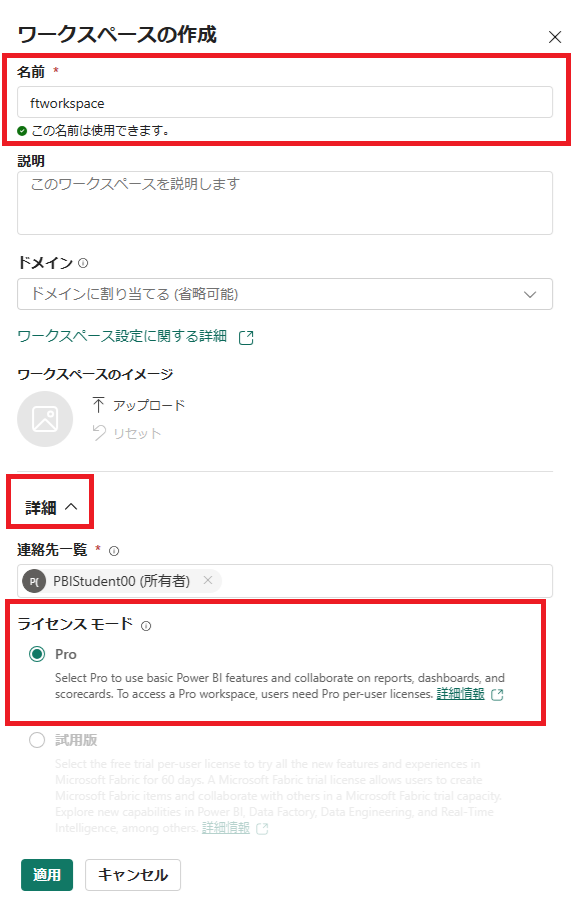 ワークスペースの作成
名前 *
ftworkspace
この名前は使用できます。
説明
このワークスペースを説明します
ドメイン
ドメインに割り当てる (省略可能)
ワークスペース設定に関する詳細
ワークスペースのイメージ
アップロード
リセット
詳細
連絡先一覧 *
P( PBIStudent00 (所有者)
ライセンス モード
Pro
Select Pro to use basic Power BI features and collaborate on reports, dashboards, and
scorecards. To access a Pro workspace, users need Pro per-user licenses. 詳細情報
試用版
Select the free trial per-user license to try all the new features and experiences in
Microsoft Fabric for 60 days. A Microsoft Fabric trial license allows users to create
Microsoft Fabric items and collaborate with others in a Microsoft Fabric trial capacity.
Explore new capabilities in Power BI, Data Factory, Data Engineering, and Real-Time
Intelligence, among others. 詳細情報
適用
キャンセル